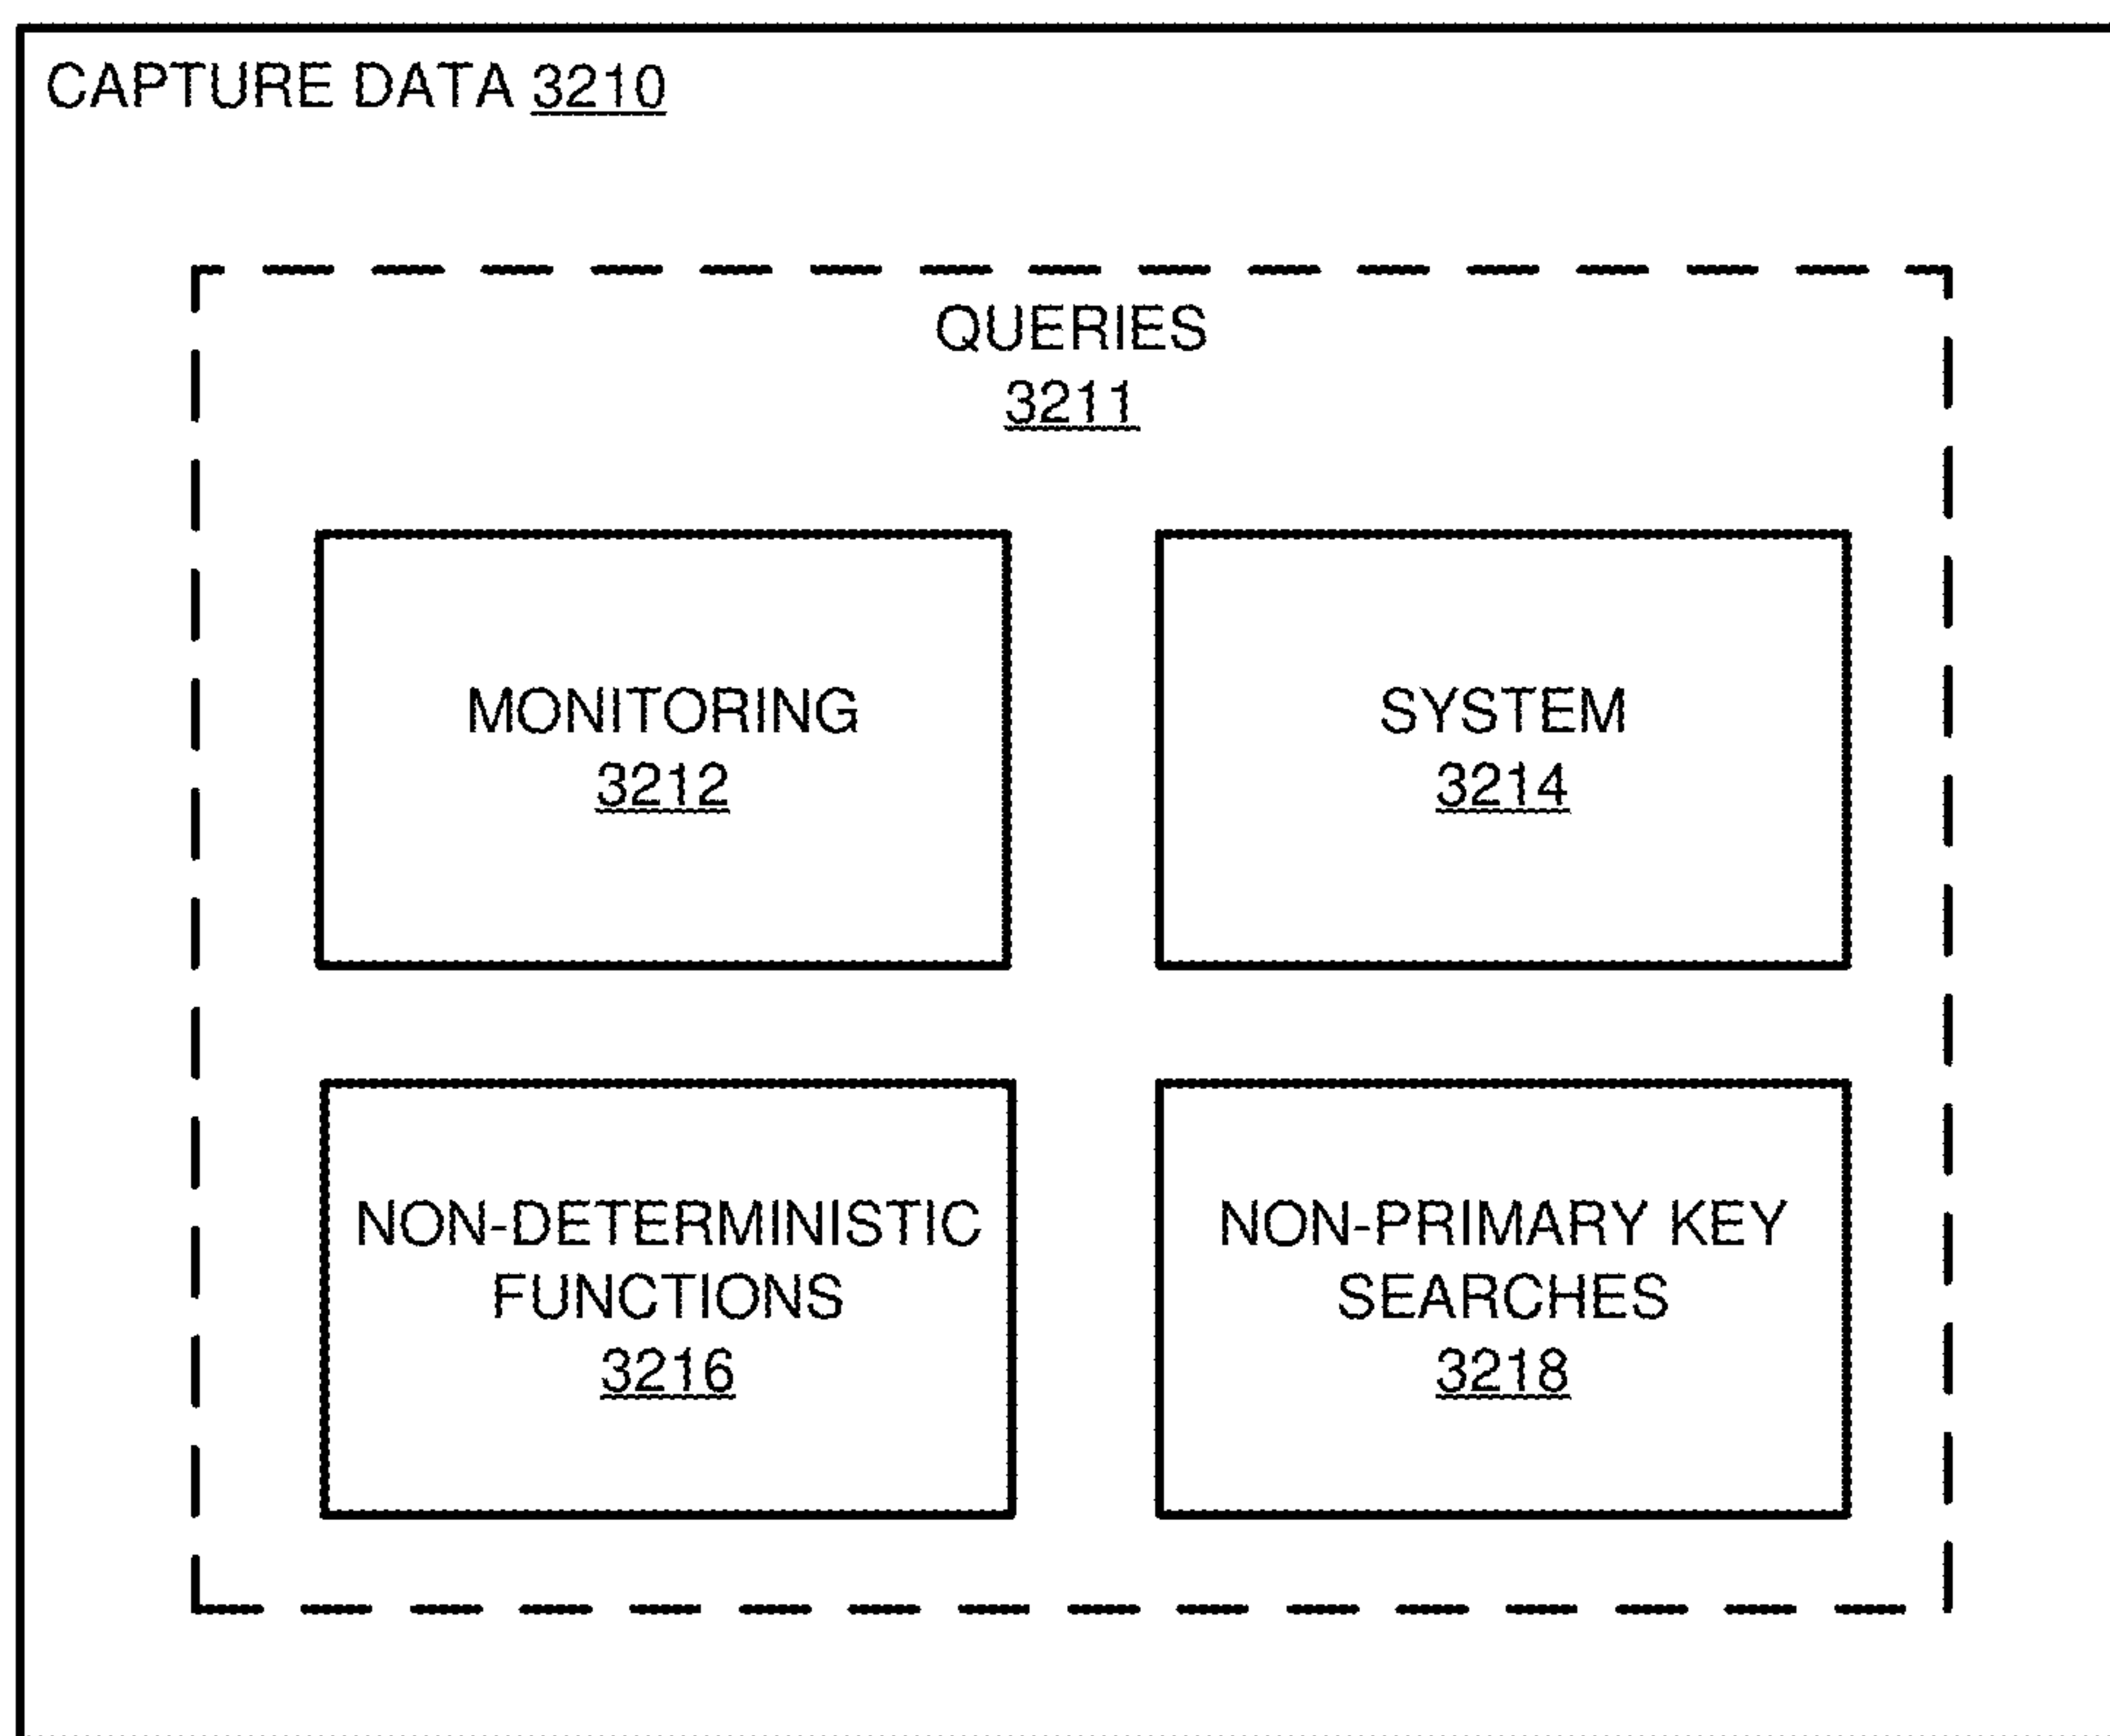 CAPTURE DATA 3210
QUERIES
3211
MONITORING
3212
SYSTEM
3214
NON-DETERMINISTIC
FUNCTIONS
3216
NON-PRIMARY KEY
SEARCHES
3218